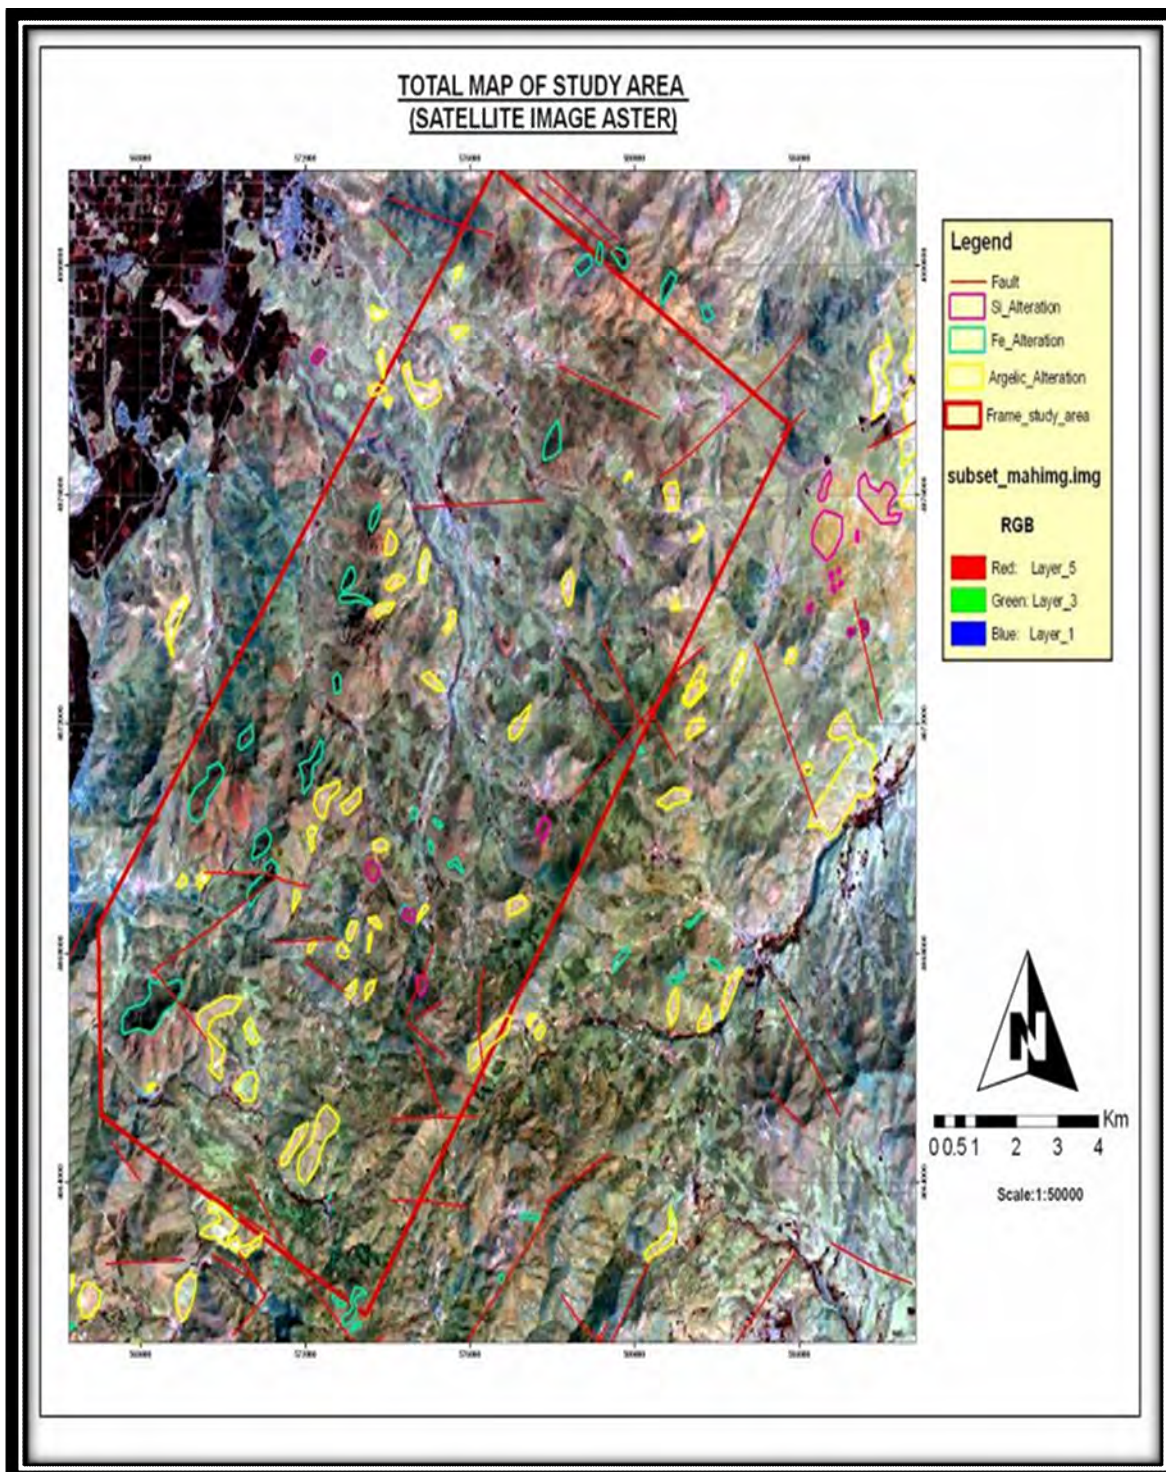 TOTAL MAP OF STUDY AREA
(SATELLITE IMAGE ASTER)
Legend
Fault
Si_Alteration
Fe_Alteration
Argelic_Alteration
Frame_study_area
subset_mahimg.img
RGB
Red: Layer_5
Green: Layer_3
Blue: Layer_1
N
Km
0 0.5 1 2 3 4
Scale:1:50000